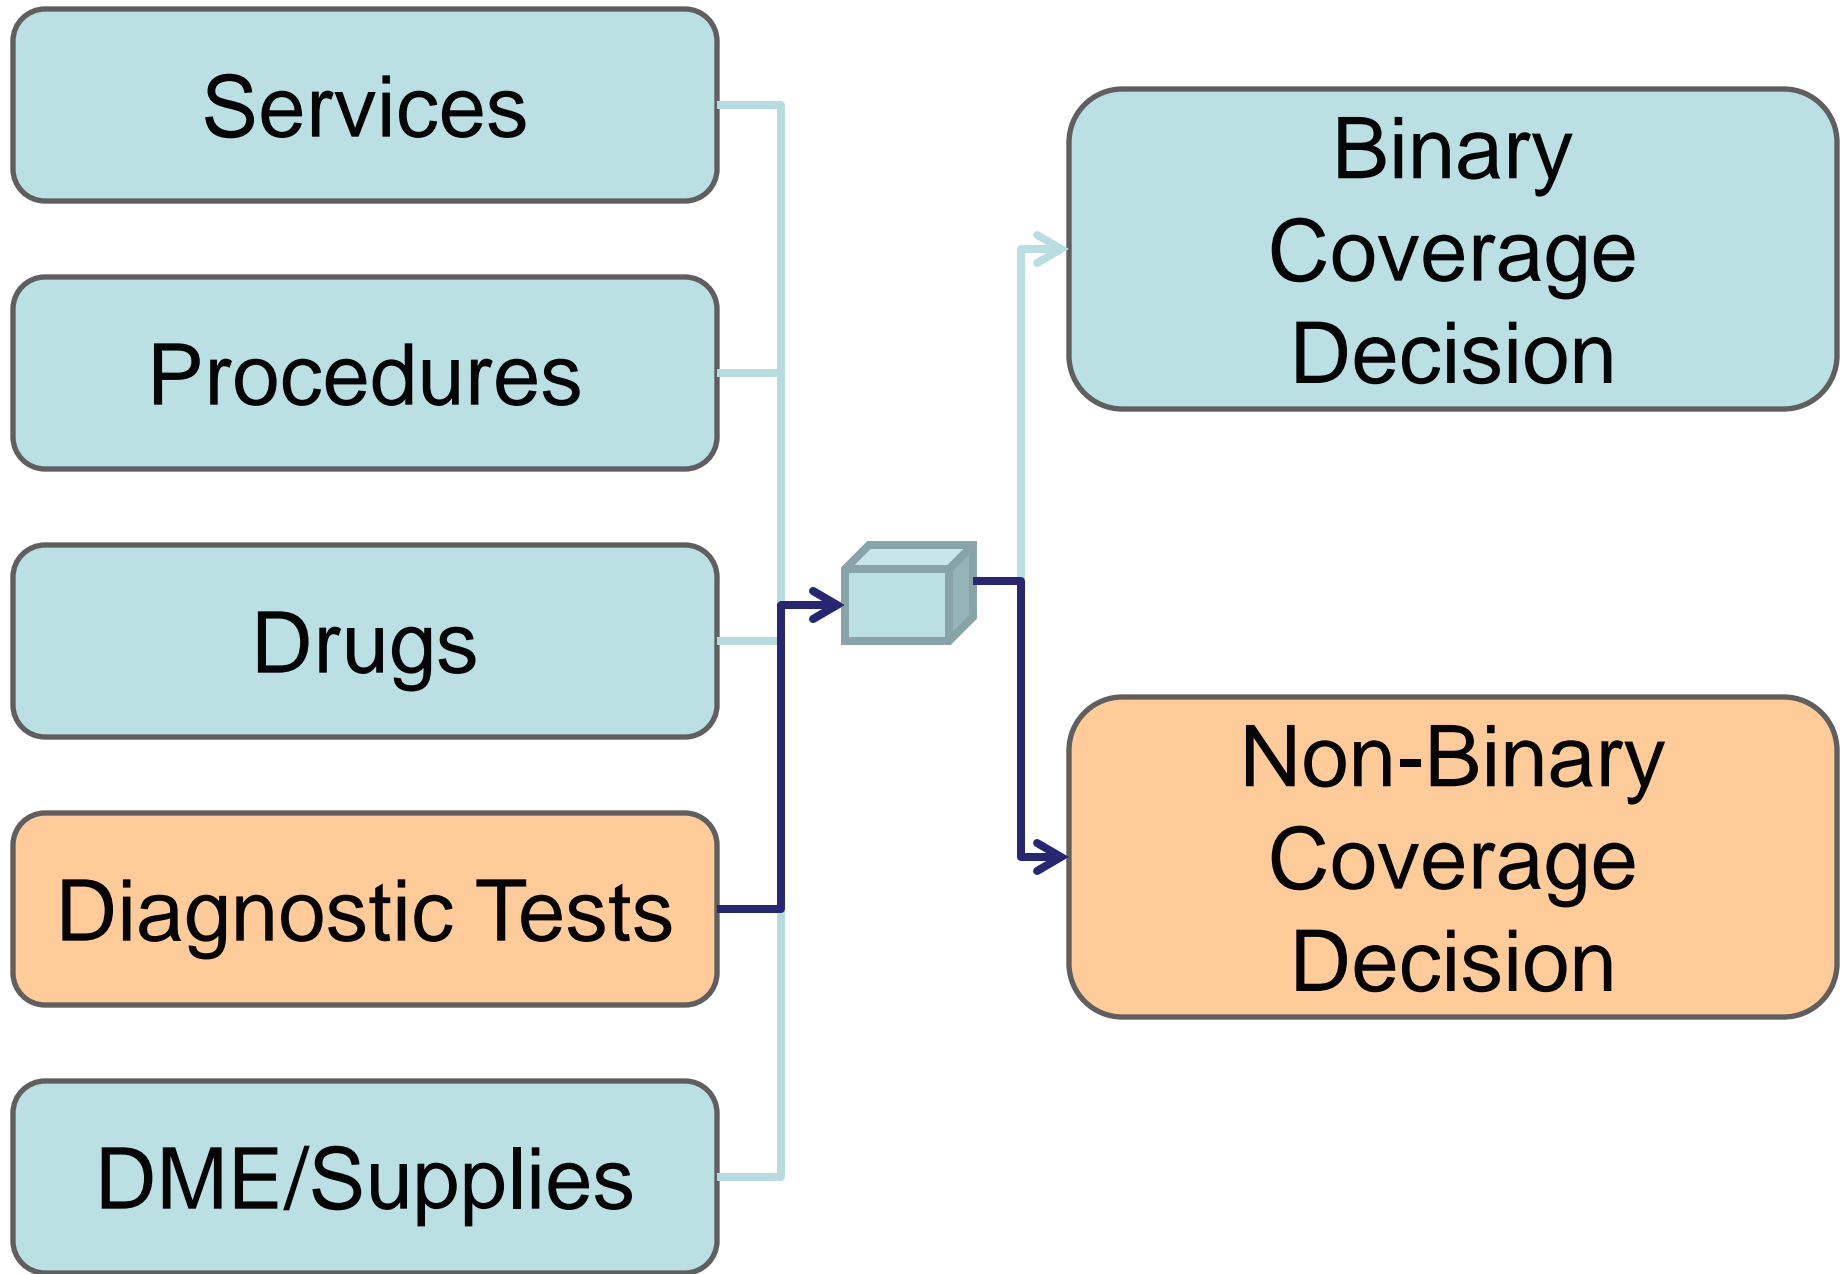 Services
Procedures
Drugs
Diagnostic Tests
DME/Supplies
Binary
Coverage
Decision
Non-Binary
Coverage
Decision